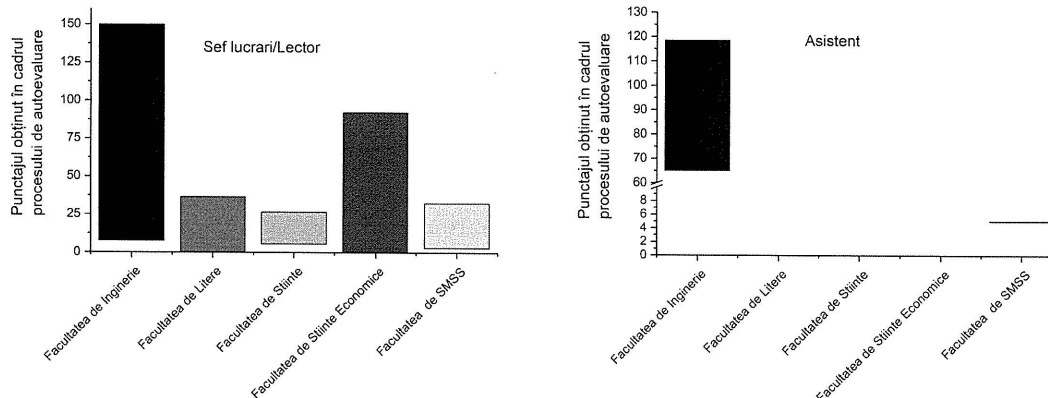 Sef lucrari/Lector
Punctajul obținut în cadrul
procesului de autoevaluare
150
125
100
75
50
25
0
Facultatea de Inginerie
Facultatea de Litere
Facultatea de Stiinte
Facultatea de Stiinte Economice
Facultatea de SMSS
Asistent
Punctajul obținut în cadrul
procesului de autoevaluare
130
120
110
100
90
80
70
60
8
6
4
2
0
Facultatea de Inginerie
Facultatea de Litere
Facultatea de Stiinte
Facultatea de Stiinte Economice
Facultatea de SMSS